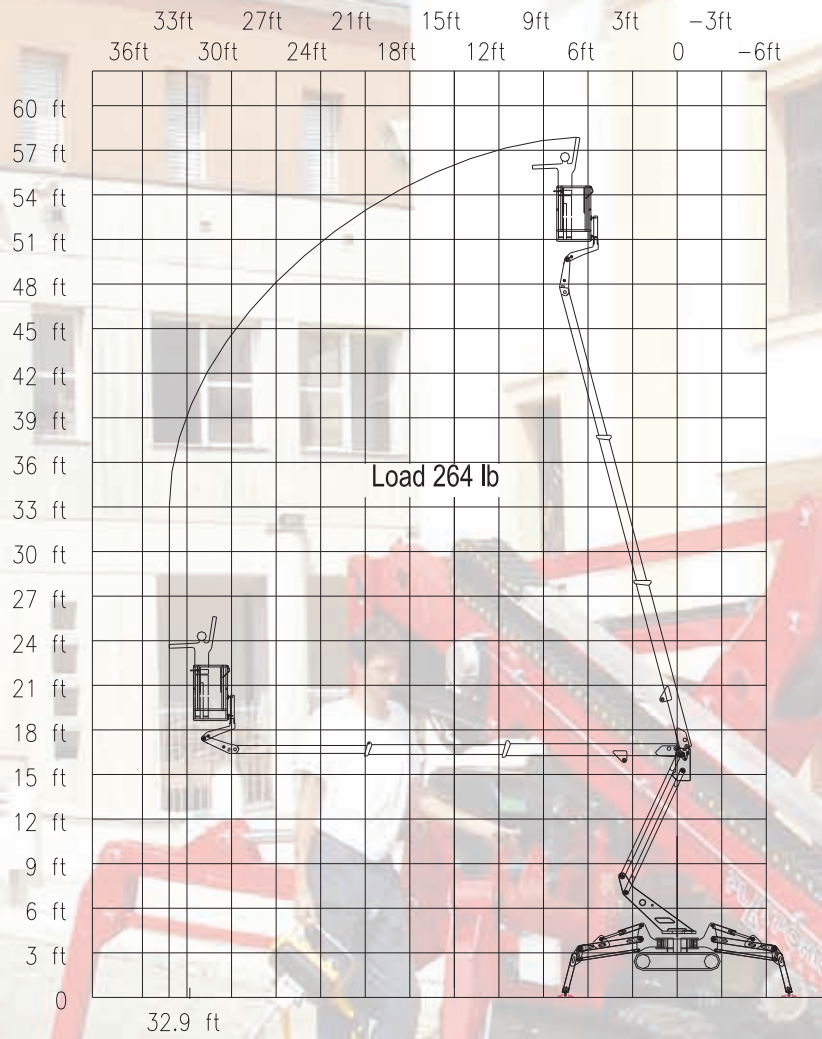 33ft 27ft 21ft 15ft 9ft 3ft -3ft
36ft 30ft 24ft 18ft 12ft 6ft 0 -6ft
60 ft
57 ft
54 ft
51 ft
48 ft
45 ft
42 ft
39 ft
36 ft
Load 264 lb
33 ft
30 ft
27 ft
24 ft
21 ft
18 ft
15 ft
12 ft
9 ft
6 ft
3 ft
0
32.9 ft